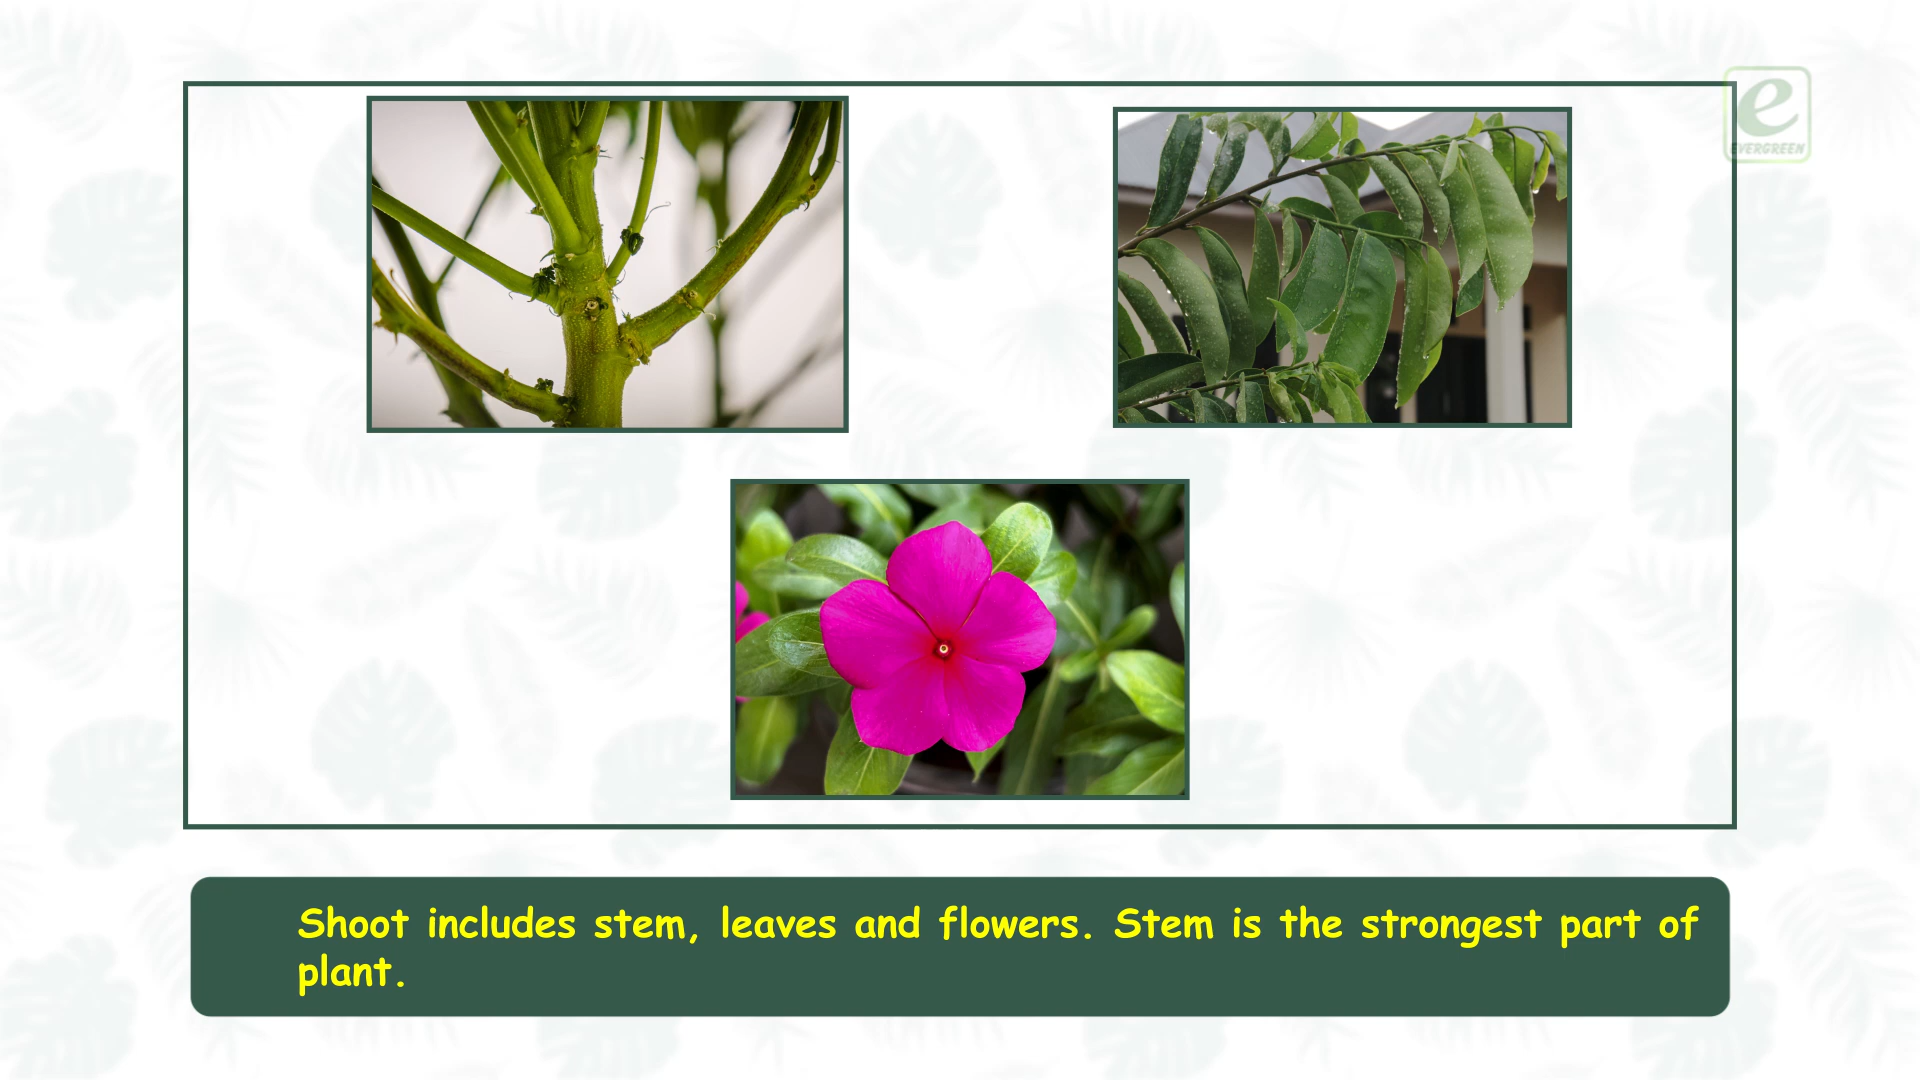 e
EVERGREEN
Shoot includes stem, leaves and flowers. Stem is the strongest part of
plant.